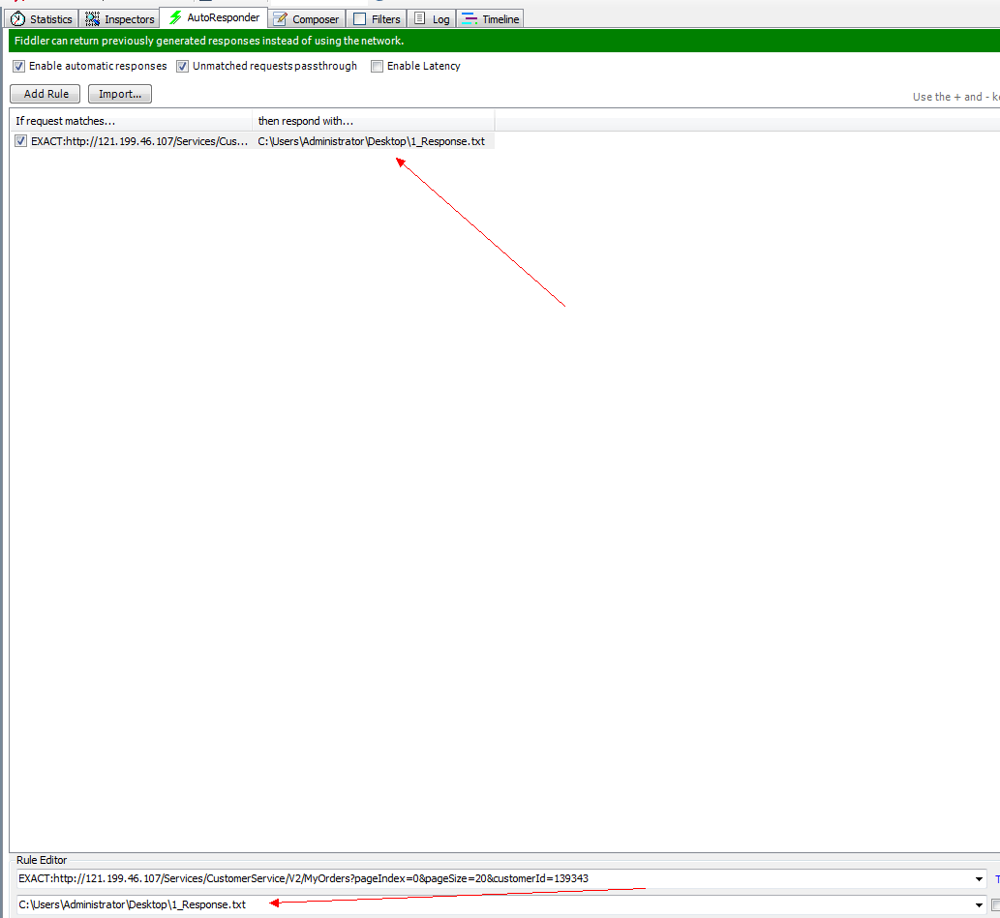 Statistics Inspectors AutoResponder Composer Filters Log Timeline
Fiddler can return previously generated responses instead of using the network.
Enable automatic responses Unmatched requests passthrough Enable Latency
Add Rule Import...
Use the + and -
If request matches... then respond with...
EXACT:http://121.199.46.107/Services/Cus... C:\Users\Administrator\Desktop\1_Response.txt
Rule Editor
EXACT:http://121.199.46.107/Services/CustomerService/V2/MyOrders?pageIndex=0&pageSize=20&customerId=139343
C:\Users\Administrator\Desktop\1_Response.txt